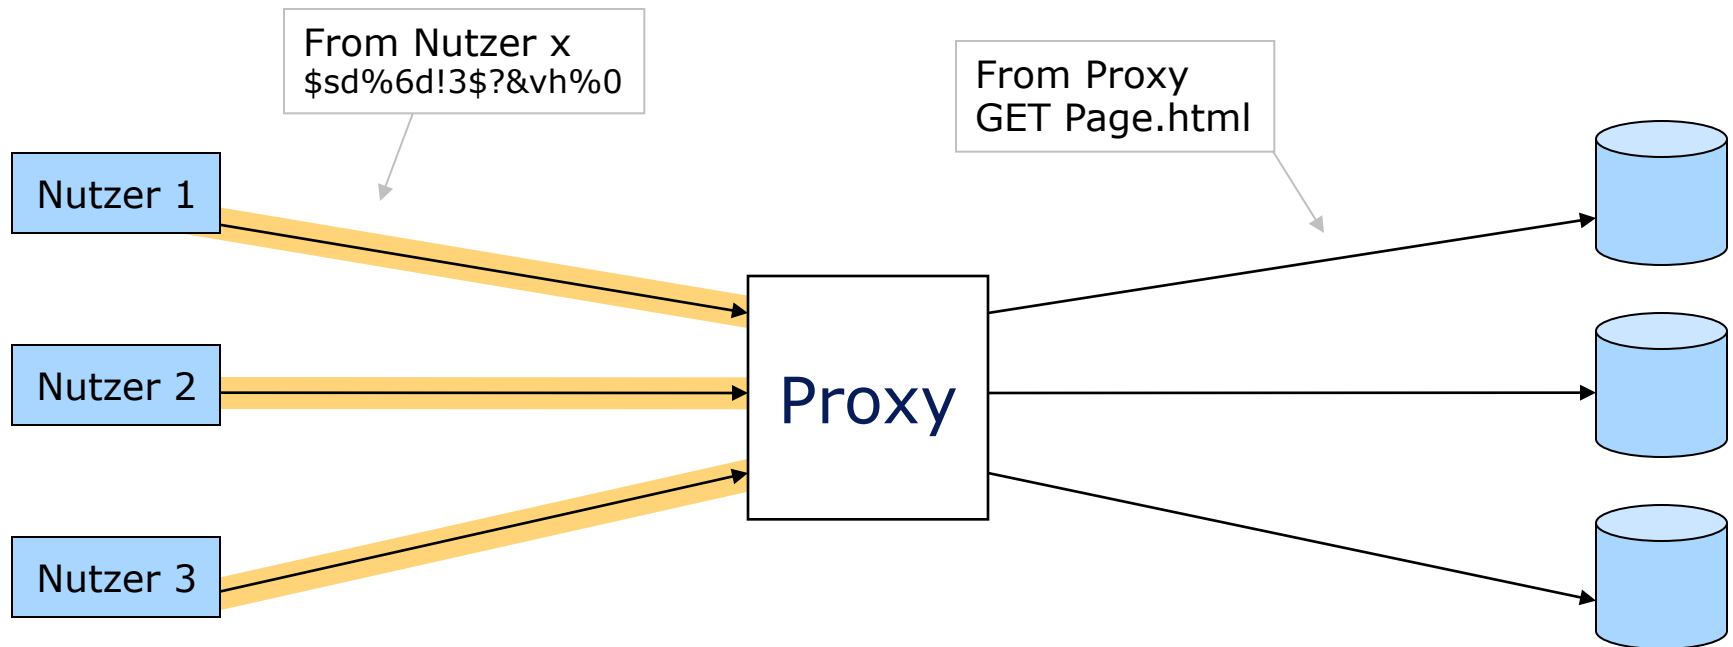 From Nutzer x
$sd%6d!3$?&vh%0
From Proxy
GET Page.html
Nutzer 1
Nutzer 2
Proxy
Nutzer 3